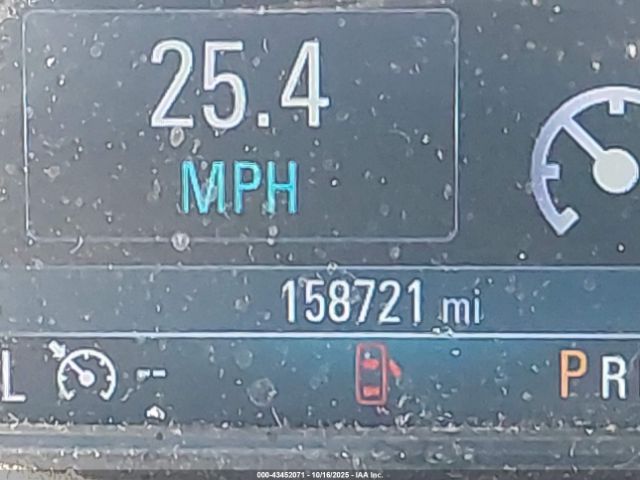 25.4
MPH
158721 mi
L -- P R
000-43452071 - 10/16/2025 - IAA Inc.